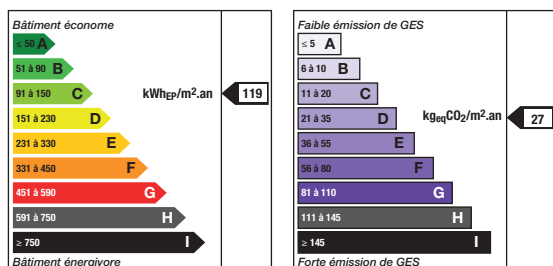 Bâtiment économe
≤ 50 A
51 à 90 B
91 à 150 C
151 à 230 D
231 à 330 E
331 à 450 F
451 à 590 G
591 à 750 H
≥ 750 I
kWhEP/m².an
119
Bâtiment énergivore
Faible émission de GES
≤ 5 A
6 à 10 B
11 à 20 C
21 à 35 D
36 à 55 E
56 à 80 F
81 à 110 G
111 à 145 H
≥ 145 I
kgeqCO2/m².an
27
Forte émission de GES